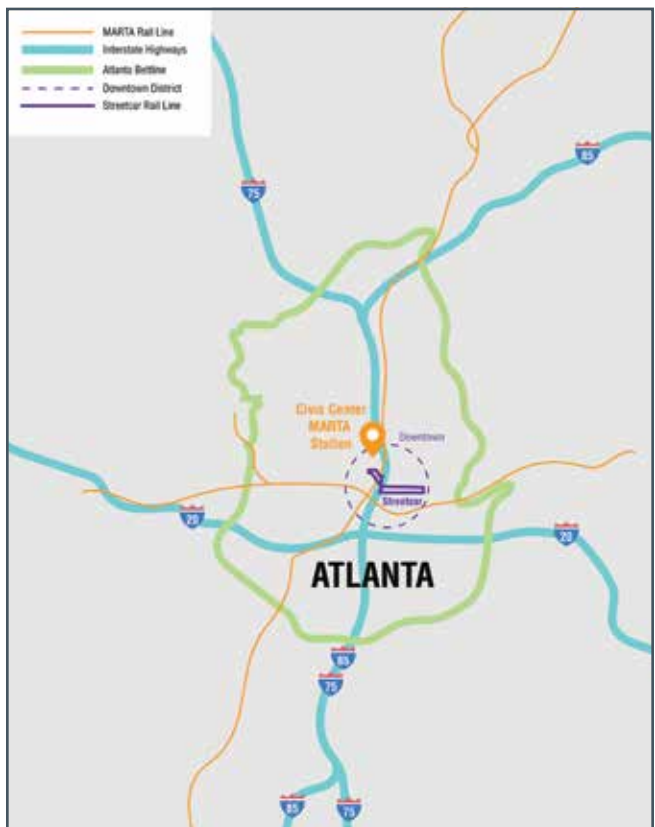 MARTA Rail Line
Interstate Highways
Atlanta Beltline
Downtown District
Streetcar Rail Line
85
75
Civic Center
MARTA
Station
Downtown
Streetcar
20
20
ATLANTA
85
75
85
75